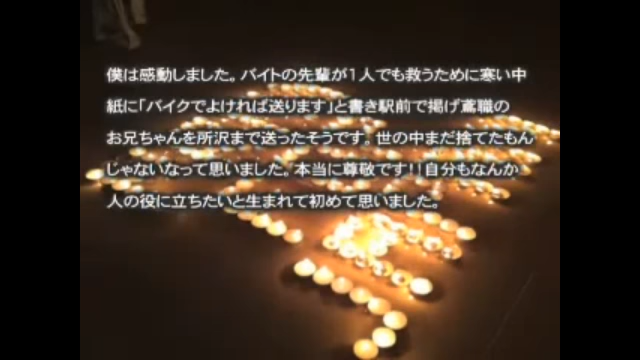 僕は感動しました。バイトの先輩が1人でも救うために寒い中
紙に「バイクでよければ送ります」と書き駅前で掲げ鳶職の
お兄ちゃんを所沢まで送ったそうです。世の中まだ捨てたもん
じゃないなって思いました。本当に尊敬です!!自分もなんか
人の役に立ちたいと生まれて初めて思いました。